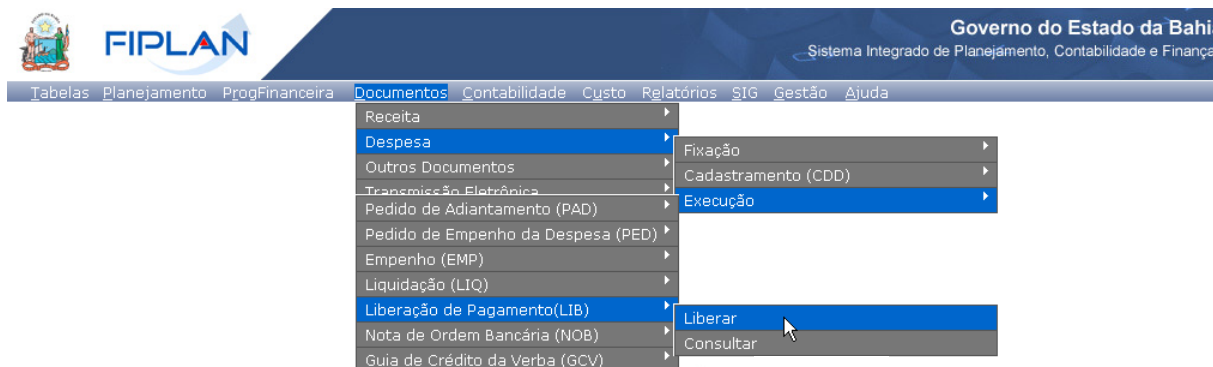 FIPLAN
Governo do Estado da Bahi
Sistema Integrado de Planejamento, Contabilidade e Finança
Tabelas Planejamento ProgFinanceira Documentos Contabilidade Custo Relatórios SIG Gestão Ajuda
Receita
Despesa
Outros Documentos
Transmissão Eletrônica
Fixação
Cadastramento (CDD)
Execução
Pedido de Adiantamento (PAD)
Pedido de Empenho da Despesa (PED)
Empenho (EMP)
Liquidação (LIQ)
Liberação de Pagamento(LIB)
Nota de Ordem Bancária (NOB)
Guia de Crédito da Verba (GCV)
Liberar
Consultar